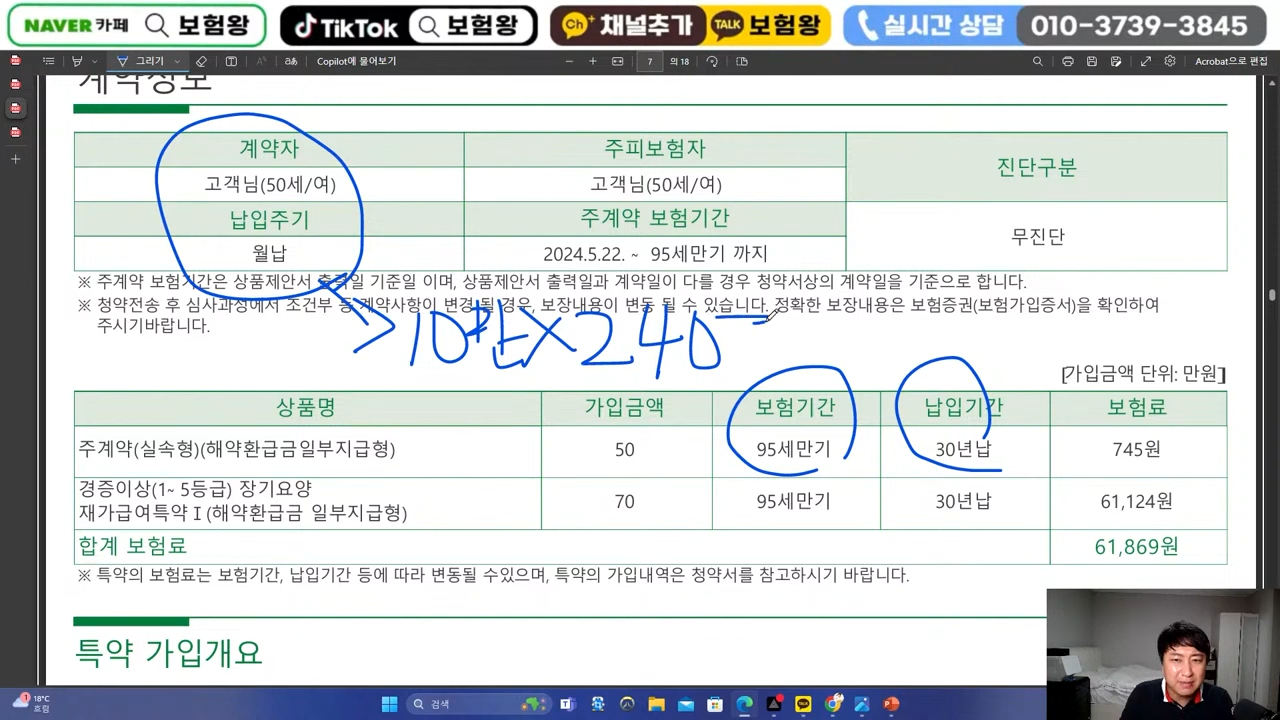 NAVER 카페 보험왕 TikTok 보험왕 Ch+ 채널추가 TALK 보험왕 실시간 상담 010-3739-3845
그리기 Copilot에 물어보기 7 의 18 Acrobat으로 편집
계약정보
계약자 주피보험자 진단구분
고객님(50세/여) 고객님(50세/여)
납입주기 주계약 보험기간 무진단
월납 2024.5.22. ~ 95세만기 까지
※ 주계약 보험기간은 상품제안서 출력일 기준일 이며, 상품제안서 출력일과 계약일이 다를 경우 청약서상의 계약일을 기준으로 합니다.
※ 청약전송 후 심사과정에서 조건부 등 계약사항이 변경 될 경우, 보장내용이 변동 될 수 있습니다. 정확한 보장내용은 보험증권(보험가입증서)을 확인하여
주시기바랍니다.
10만×240
[가입금액 단위: 만원]
상품명 가입금액 보험기간 납입기간 보험료
주계약(실속형)(해약환급금일부지급형) 50 95세만기 30년납 745원
경증이상(1~ 5등급) 장기요양
재가급여특약Ⅰ(해약환급금 일부지급형) 70 95세만기 30년납 61,124원
합계 보험료 61,869원
※ 특약의 보험료는 보험기간, 납입기간 등에 따라 변동될 수있으며, 특약의 가입내역은 청약서를 참고하시기 바랍니다.
특약 가입개요
1 18°C
흐림
검색